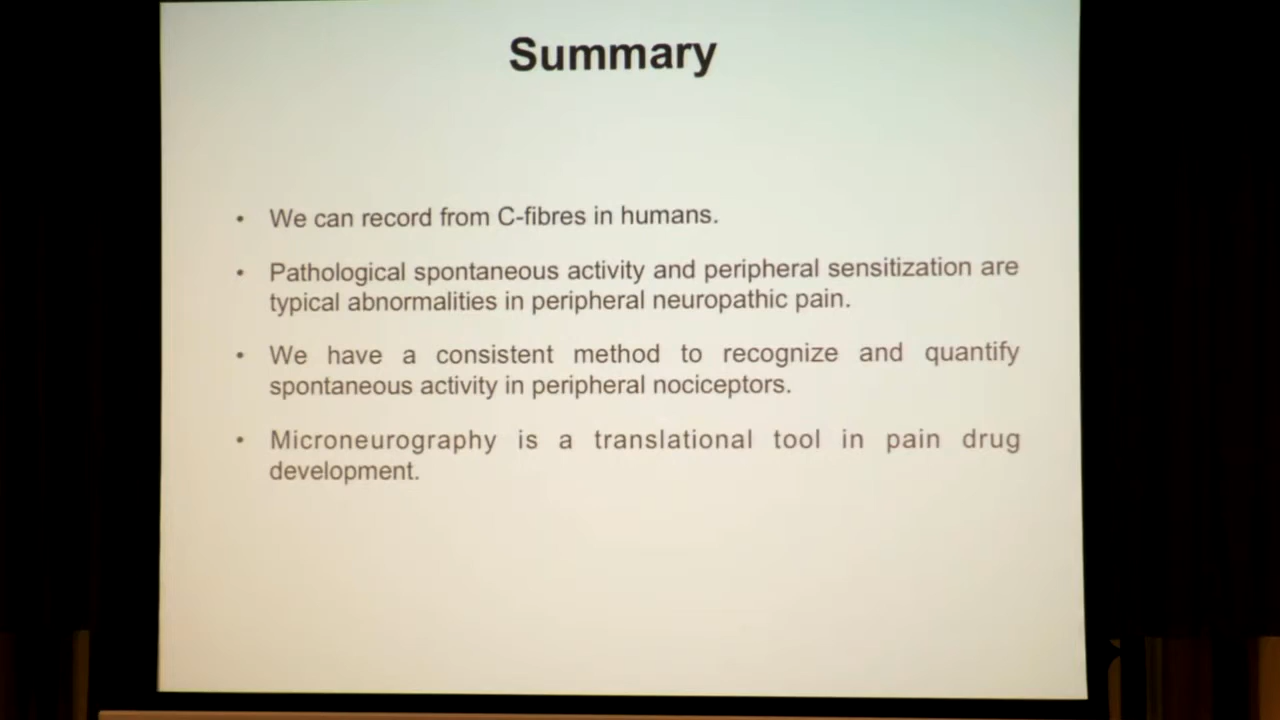 Summary
• We can record from C-fibres in humans.
• Pathological spontaneous activity and peripheral sensitization are
typical abnormalities in peripheral neuropathic pain.
• We have a consistent method to recognize and quantify
spontaneous activity in peripheral nociceptors.
• Microneurography is a translational tool in pain drug
development.